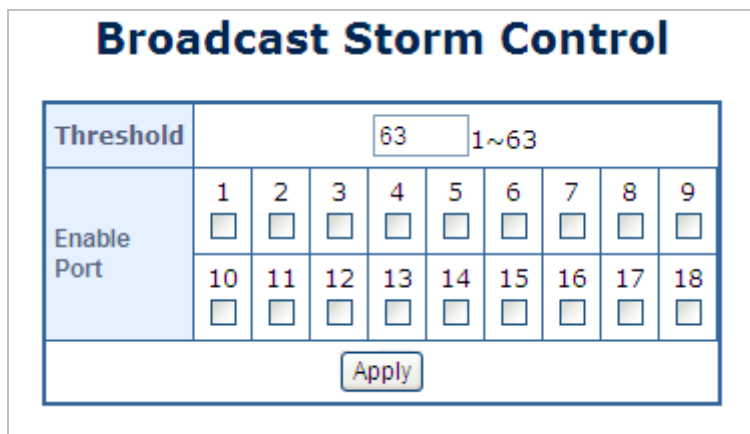 Broadcast Storm Control
Threshold 63 1~63
Enable Port
1 2 3 4 5 6 7 8 9
10 11 12 13 14 15 16 17 18
Apply